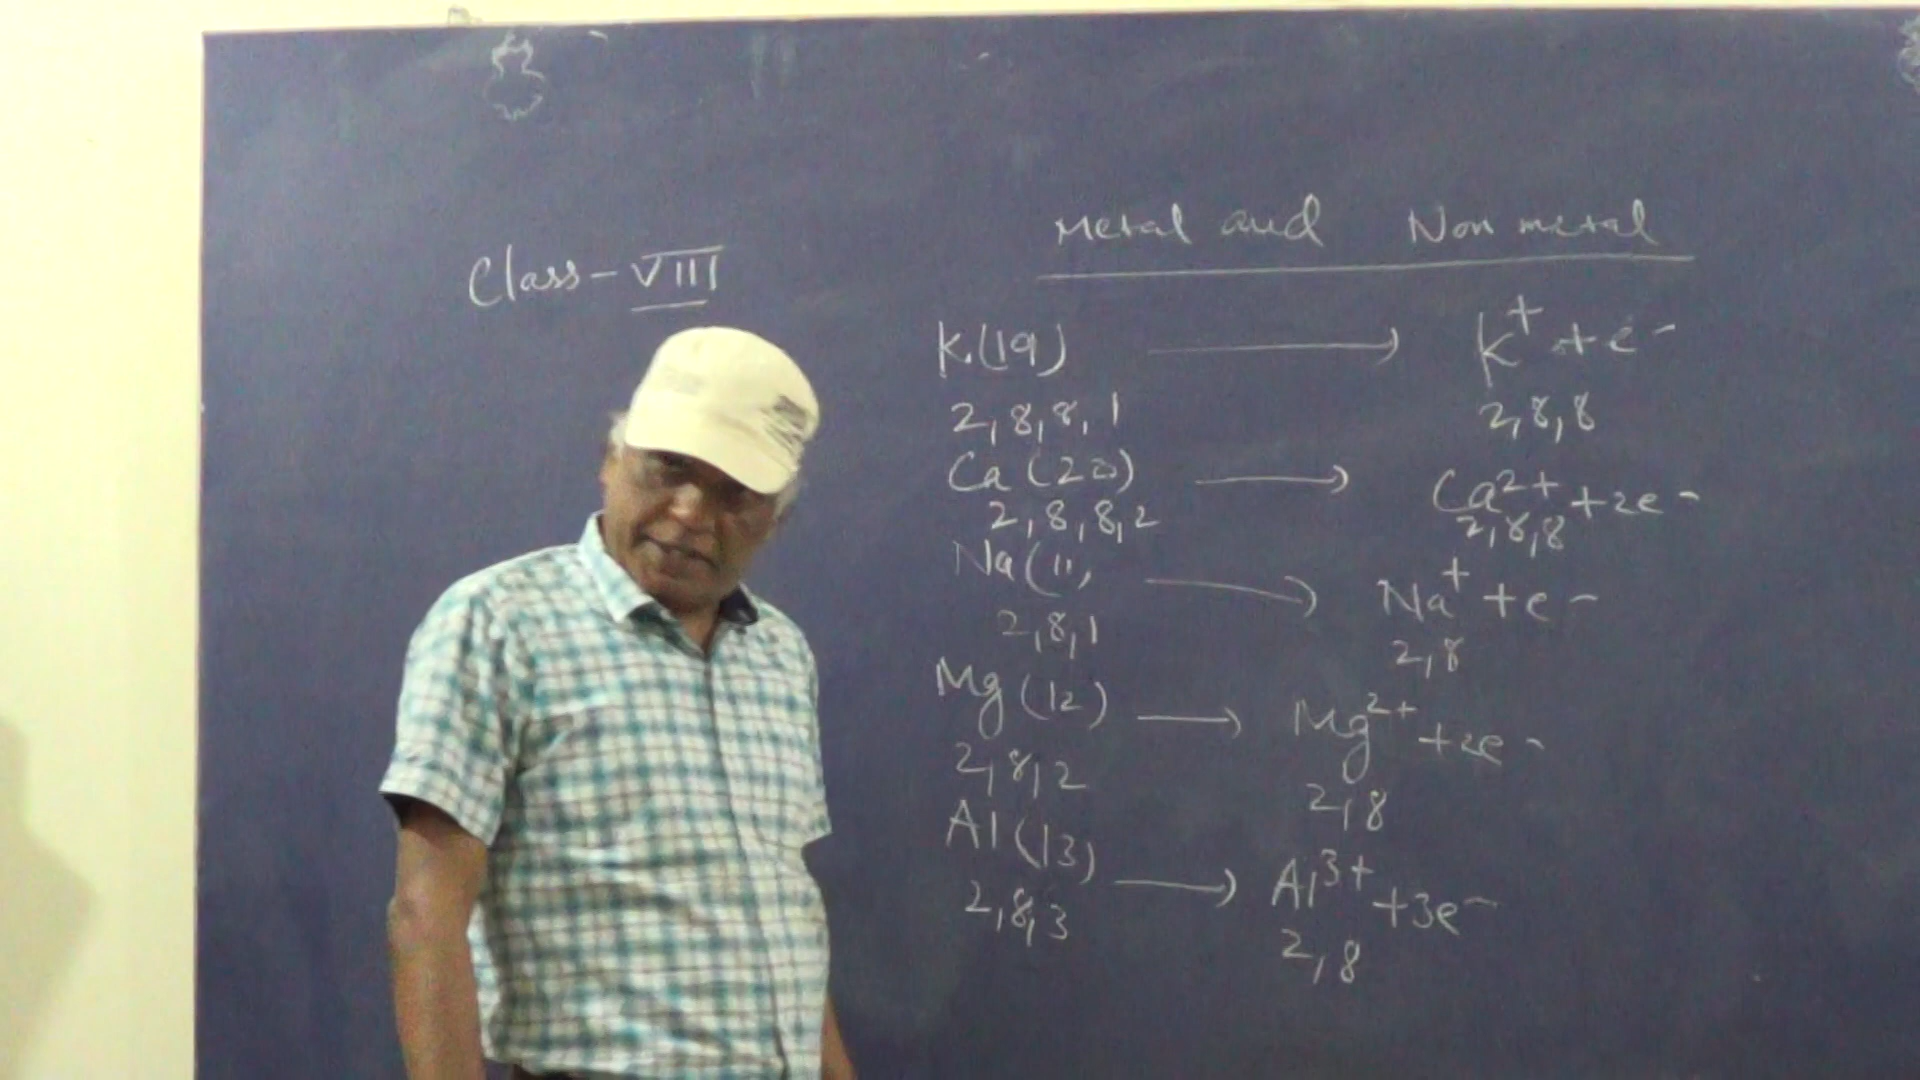 Metal and Non metal
Class - VIII
K(19) ⟶ K⁺ + e⁻
2,8,8,1 2,8,8
Ca (20) ⟶ Ca²⁺ + 2e⁻
2,8,8,2 2,8,8
Na (11) ⟶ Na⁺ + e⁻
2,8,1 2,8
Mg (12) ⟶ Mg²⁺ + 2e⁻
2,8,2 2,8
Al (13) ⟶ Al³⁺ + 3e⁻
2,8,3 2,8